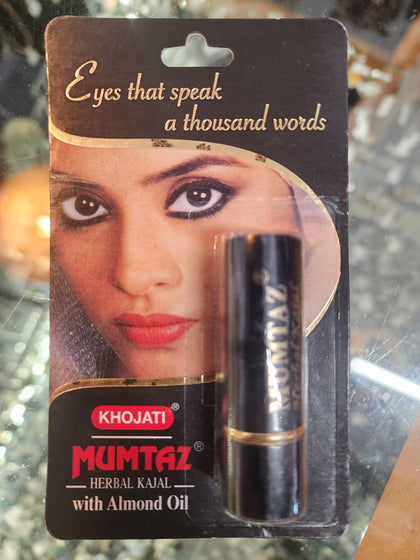 Eyes that speak
a thousand words
KHOJATI®
MUMTAZ®
HERBAL KAJAL
with Almond Oil
MUMTAZ®